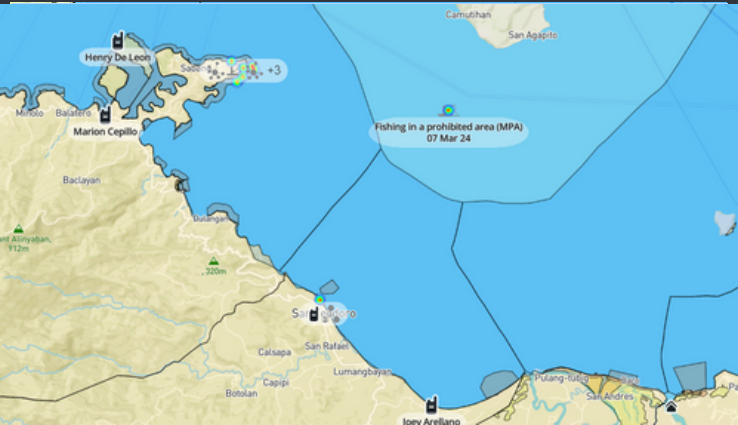 Camutihan
San Agapito
Henry De Leon
+3
Fishing in a prohibited area (MPA)
07 Mar 24
Minolo
Balatero
Marion Cepillo
Baclayan
Dulangan
912m
320m
San Rafael
Calsapa
Lumangbayan
Capipi
Botolan
Pulang-tubig
San Andres
Joey Arellano